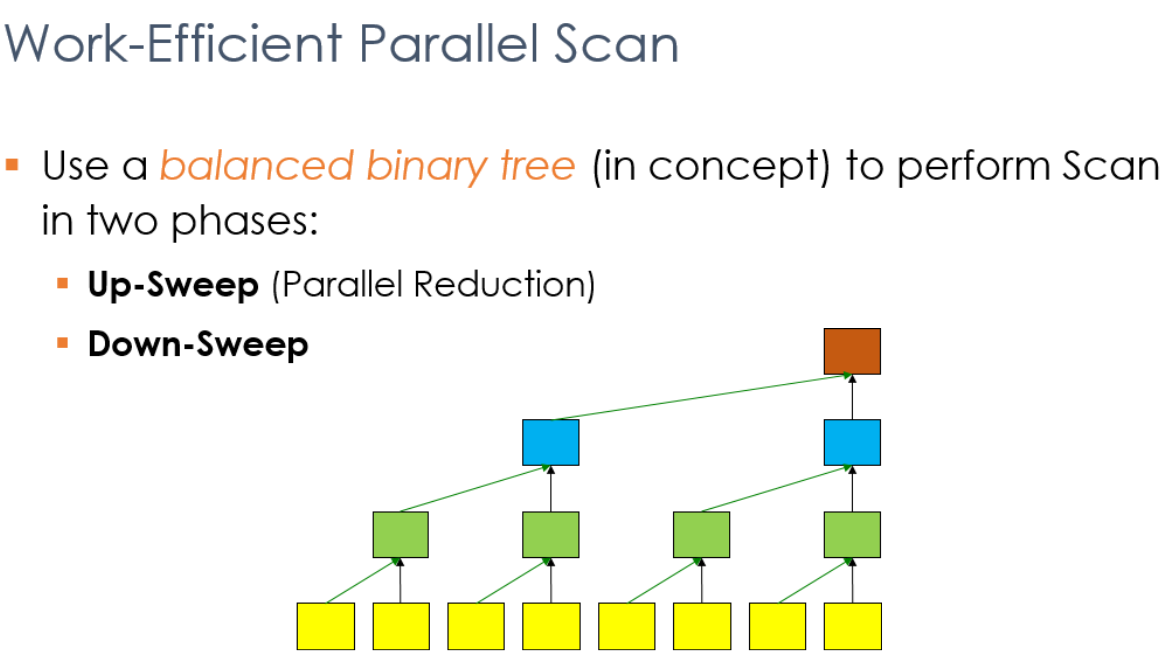 Work-Efficient Parallel Scan
▪ Use a balanced binary tree (in concept) to perform Scan
in two phases:
▪ Up-Sweep (Parallel Reduction)
▪ Down-Sweep